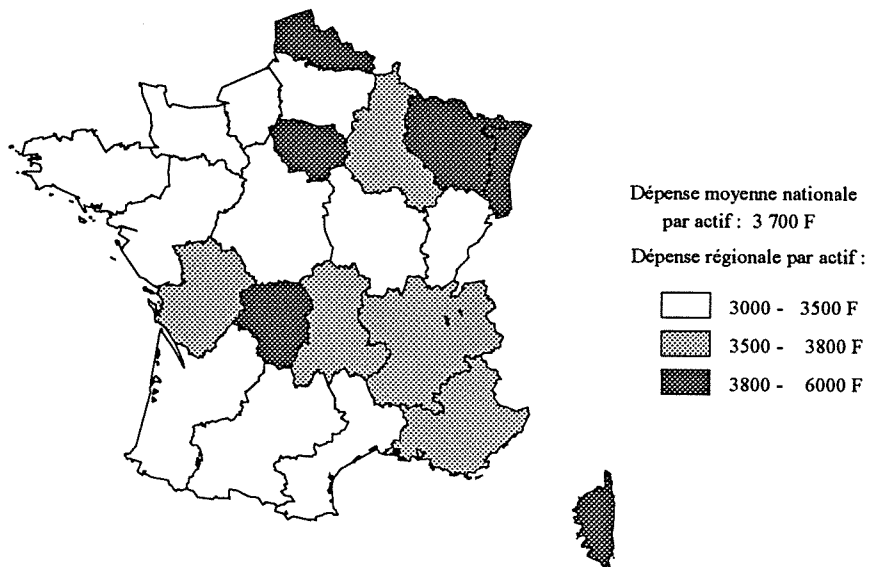 Dépense moyenne nationale
par actif : 3 700 F
Dépense régionale par actif :
3000 - 3500 F
3500 - 3800 F
3800 - 6000 F